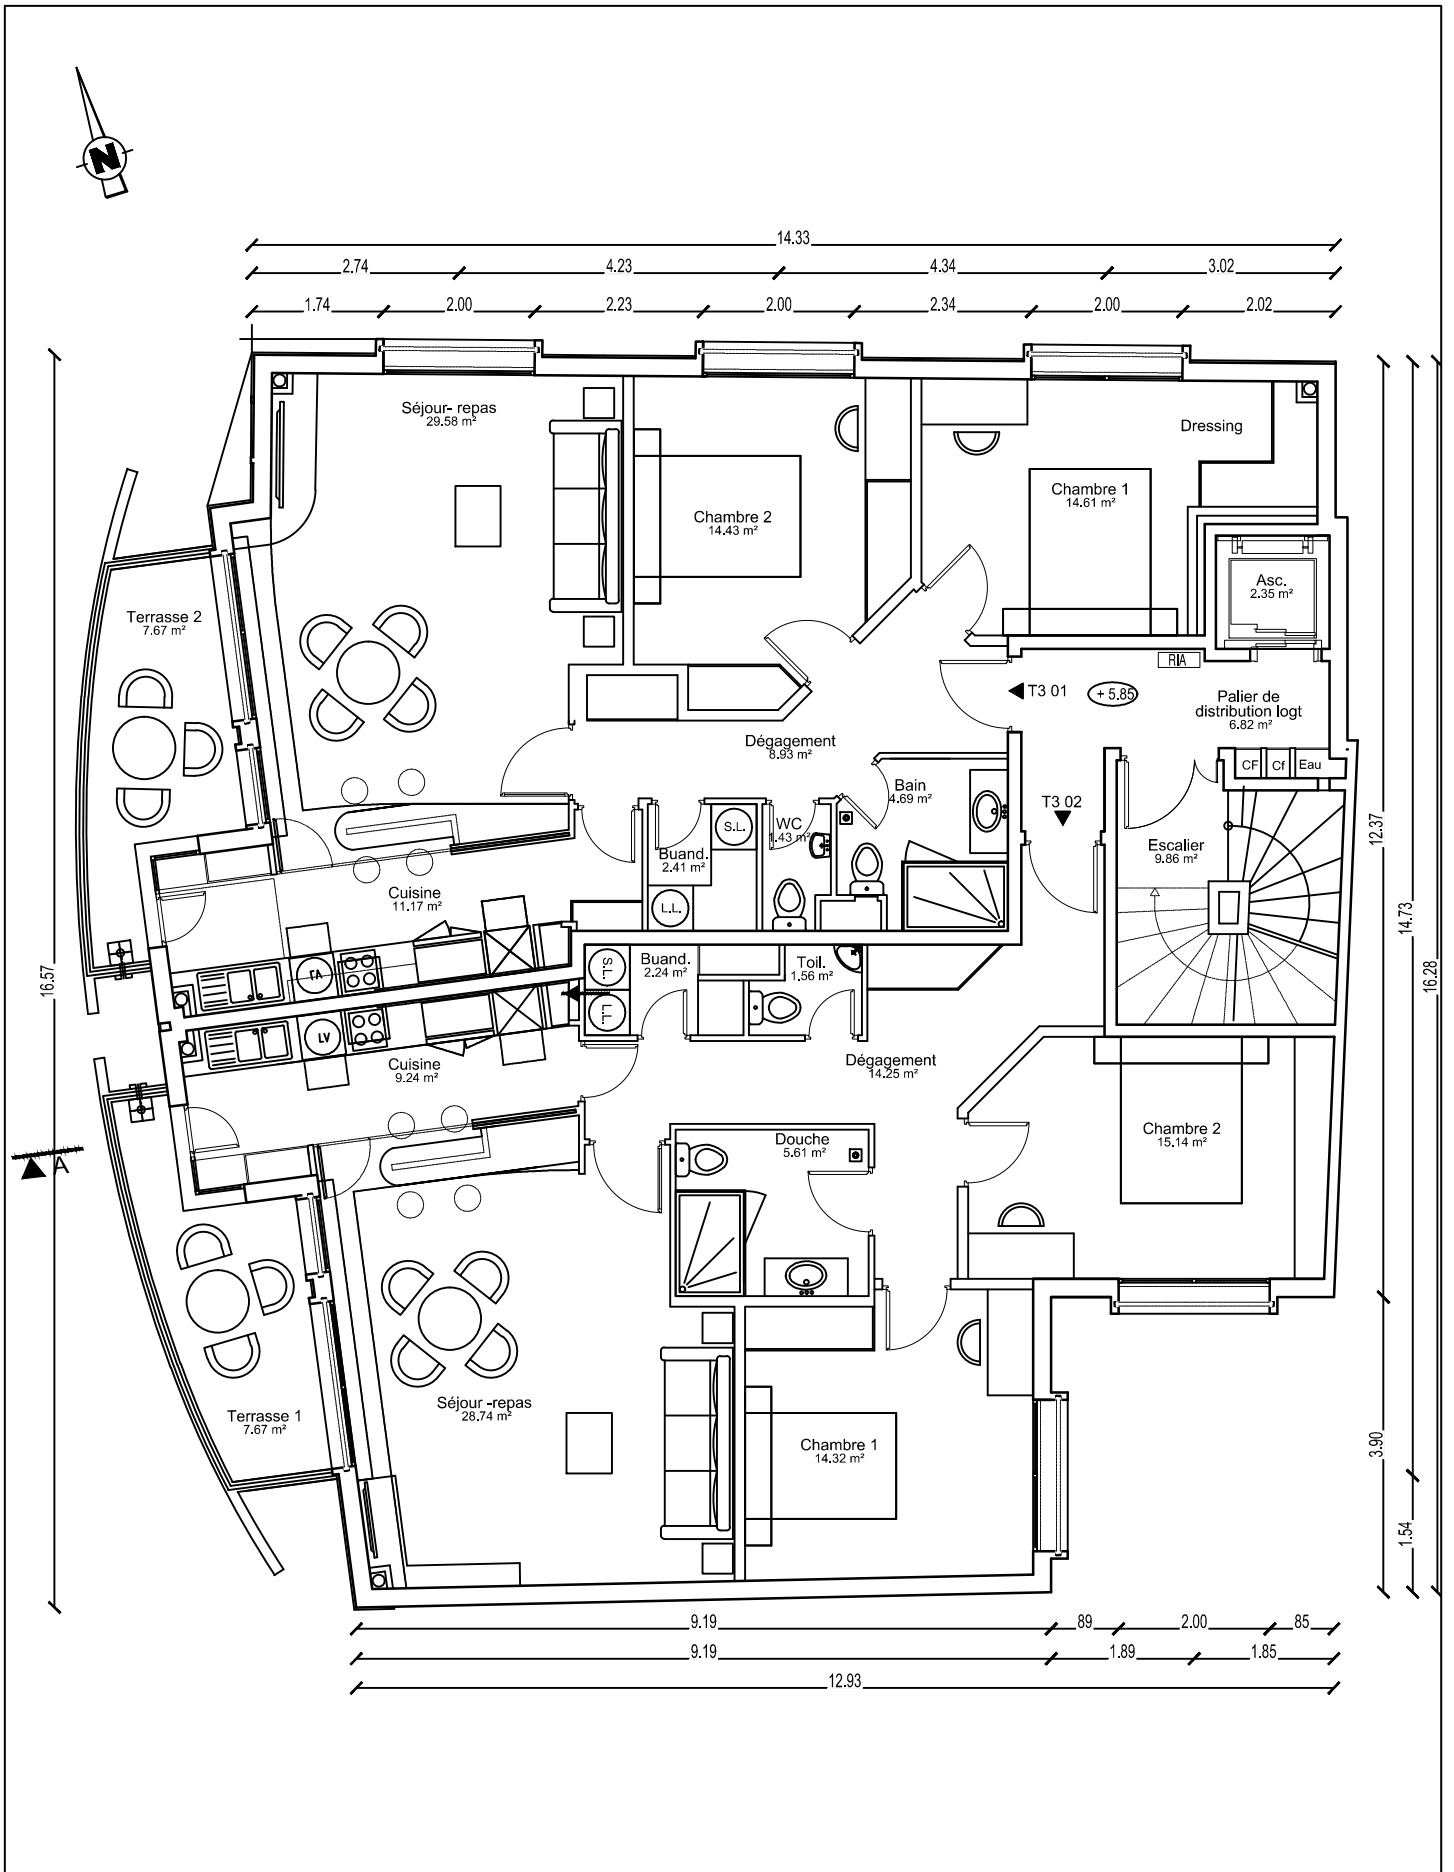 N
14.33
2.74
4.23
4.34
3.02
1.74
2.00
2.23
2.00
2.34
2.00
2.02
Séjour- repas
29.58 m²
Dressing
Chambre 1
14.61 m²
Chambre 2
14.43 m²
Asc.
2.35 m²
Terrasse 2
7.67 m²
RIA
T3 01
+ 5.85
Palier de
distribution logt
6.82 m²
Dégagement
8.93 m²
CF
Cf
Eau
Bain
4.69 m²
T3 02
S.L.
WC
1.43 m²
Escalier
9.86 m²
Buand.
2.41 m²
Cuisine
11.17 m²
L.L.
LV
S.L.
Buand.
2.24 m²
Toil.
1.56 m²
L.L.
LV
Cuisine
9.24 m²
Dégagement
14.25 m²
Chambre 2
15.14 m²
Douche
5.61 m²
A
Séjour -repas
28.74 m²
Terrasse 1
7.67 m²
Chambre 1
14.32 m²
16.57
12.37
14.73
16.28
3.90
1.54
9.19
89
2.00
85
9.19
1.89
1.85
12.93